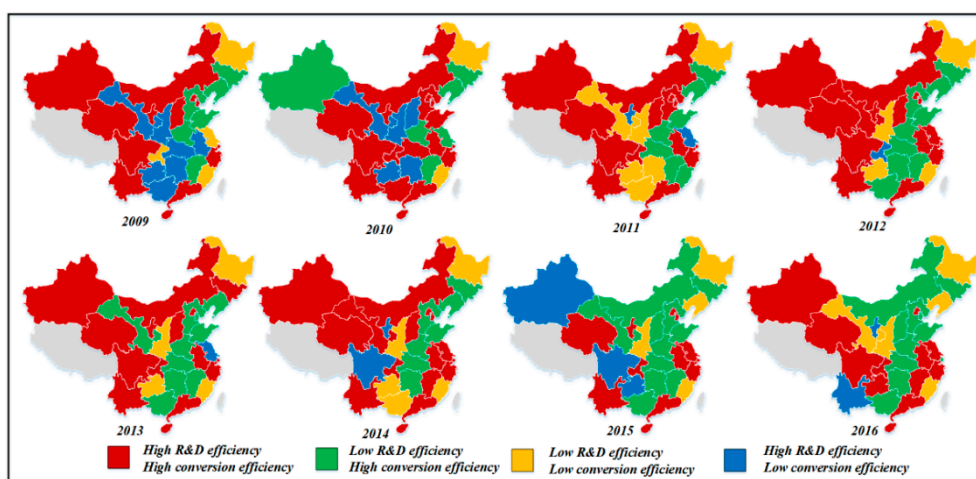 2009
2010
2011
2012
2013
2014
2015
2016
High R&D efficiency
High conversion efficiency
Low R&D efficiency
High conversion efficiency
Low R&D efficiency
Low conversion efficiency
High R&D efficiency
Low conversion efficiency